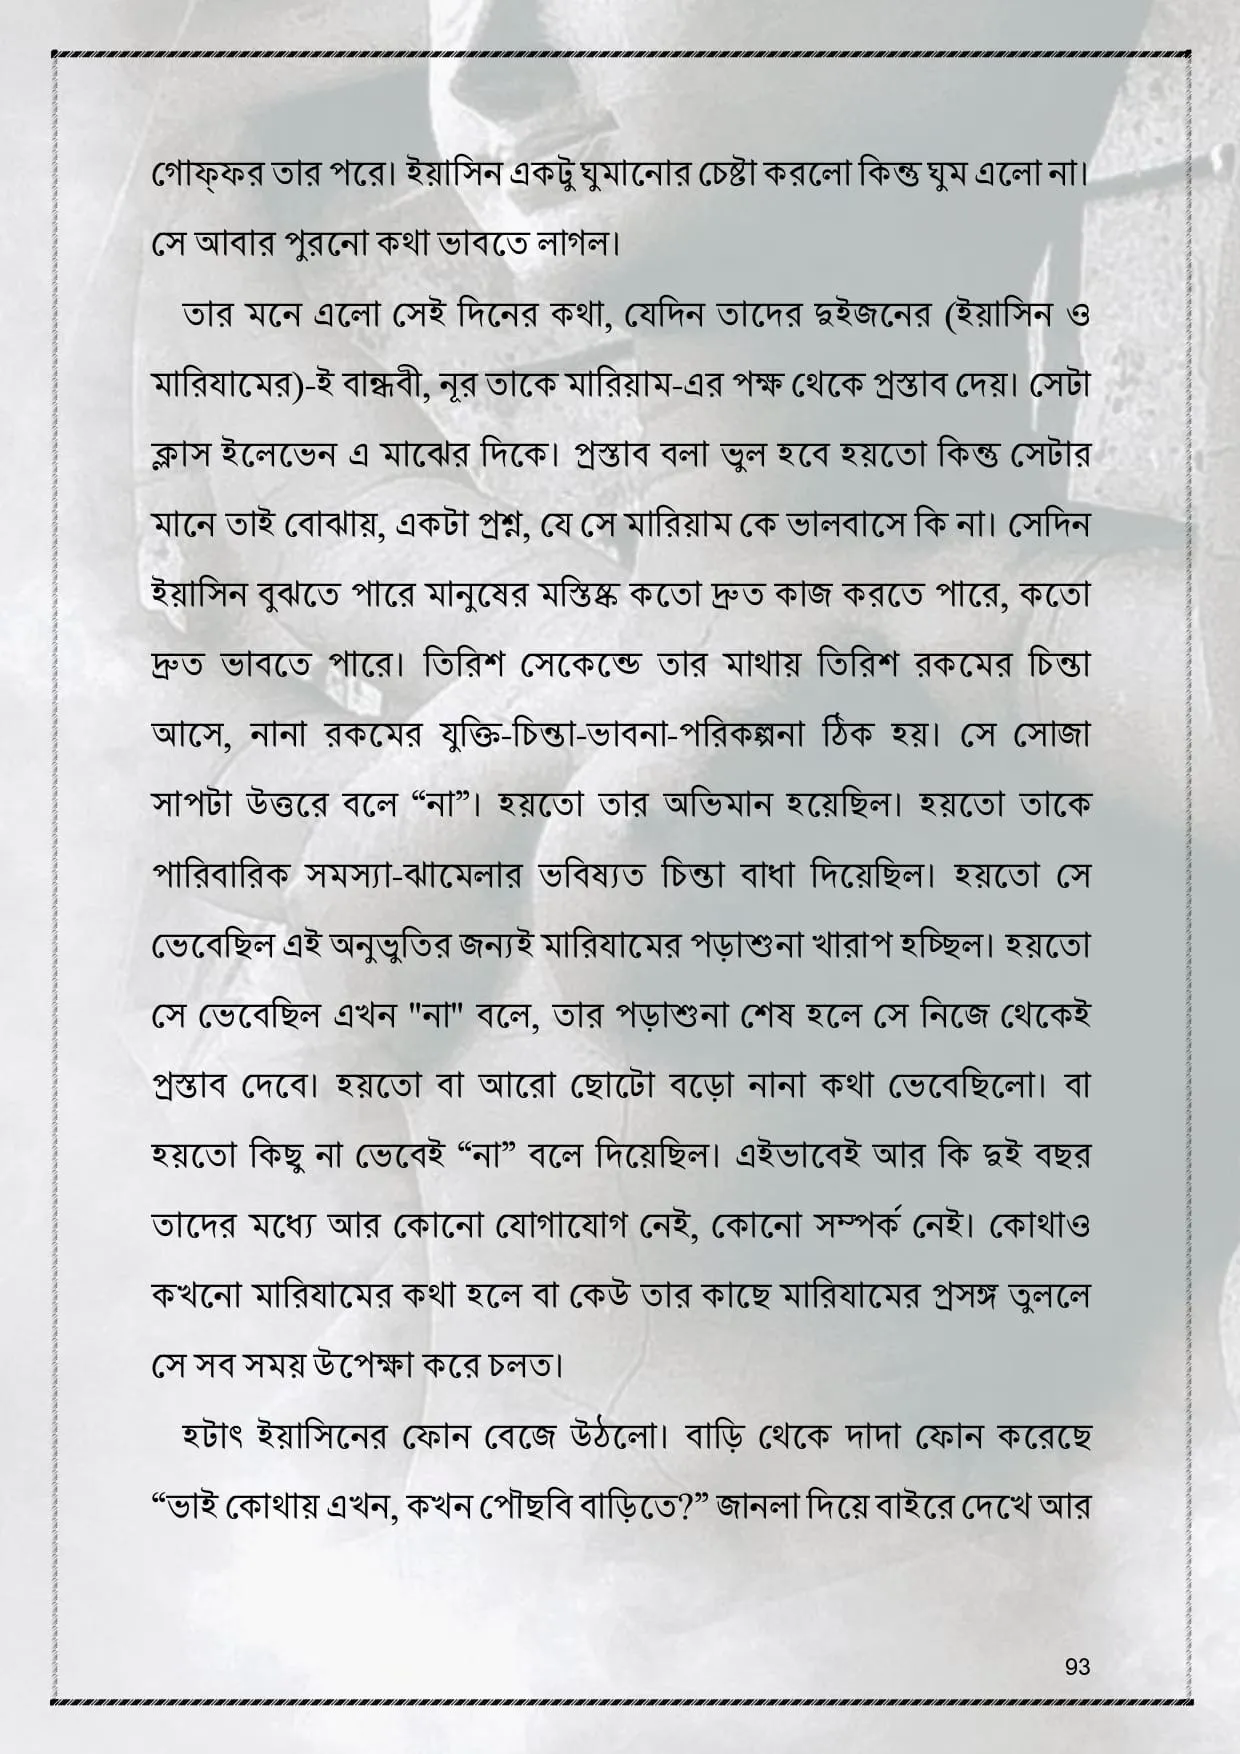 গোফ্ফর তার পরে। ইয়াসিন একটু ঘুমানোর চেষ্টা করলো কিন্তু ঘুম এলো না।
সে আবার পুরনো কথা ভাবতে লাগল।
তার মনে এলো সেই দিনের কথা, যেদিন তাদের দুইজনের (ইয়াসিন ও
মারিযামের)-ই বান্ধবী, নূর তাকে মারিয়াম-এর পক্ষ থেকে প্রস্তাব দেয়। সেটা
ক্লাস ইলেভেন এ মাঝের দিকে। প্রস্তাব বলা ভুল হবে হয়তো কিন্তু সেটার
মানে তাই বোঝায়, একটা প্রশ্ন, যে সে মারিয়াম কে ভালবাসে কি না। সেদিন
ইয়াসিন বুঝতে পারে মানুষের মস্তিষ্ক কতো দ্রুত কাজ করতে পারে, কতো
দ্রুত ভাবতে পারে। তিরিশ সেকেন্ডে তার মাথায় তিরিশ রকমের চিন্তা
আসে, নানা রকমের যুক্তি-চিন্তা-ভাবনা-পরিকল্পনা ঠিক হয়। সে সোজা
সাপটা উত্তরে বলে “না”। হয়তো তার অভিমান হয়েছিল। হয়তো তাকে
পারিবারিক সমস্যা-ঝামেলার ভবিষ্যত চিন্তা বাধা দিয়েছিল। হয়তো সে
ভেবেছিল এই অনুভুতির জন্যই মারিযামের পড়াশুনা খারাপ হচ্ছিল। হয়তো
সে ভেবেছিল এখন "না" বলে, তার পড়াশুনা শেষ হলে সে নিজে থেকেই
প্রস্তাব দেবে। হয়তো বা আরো ছোটো বড়ো নানা কথা ভেবেছিলো। বা
হয়তো কিছু না ভেবেই “না” বলে দিয়েছিল। এইভাবেই আর কি দুই বছর
তাদের মধ্যে আর কোনো যোগাযোগ নেই, কোনো সম্পর্ক নেই। কোথাও
কখনো মারিযামের কথা হলে বা কেউ তার কাছে মারিযামের প্রসঙ্গ তুললে
সে সব সময় উপেক্ষা করে চলত।
হটাৎ ইয়াসিনের ফোন বেজে উঠলো। বাড়ি থেকে দাদা ফোন করেছে
“ভাই কোথায় এখন, কখন পৌছবি বাড়িতে?” জানলা দিয়ে বাইরে দেখে আর
93